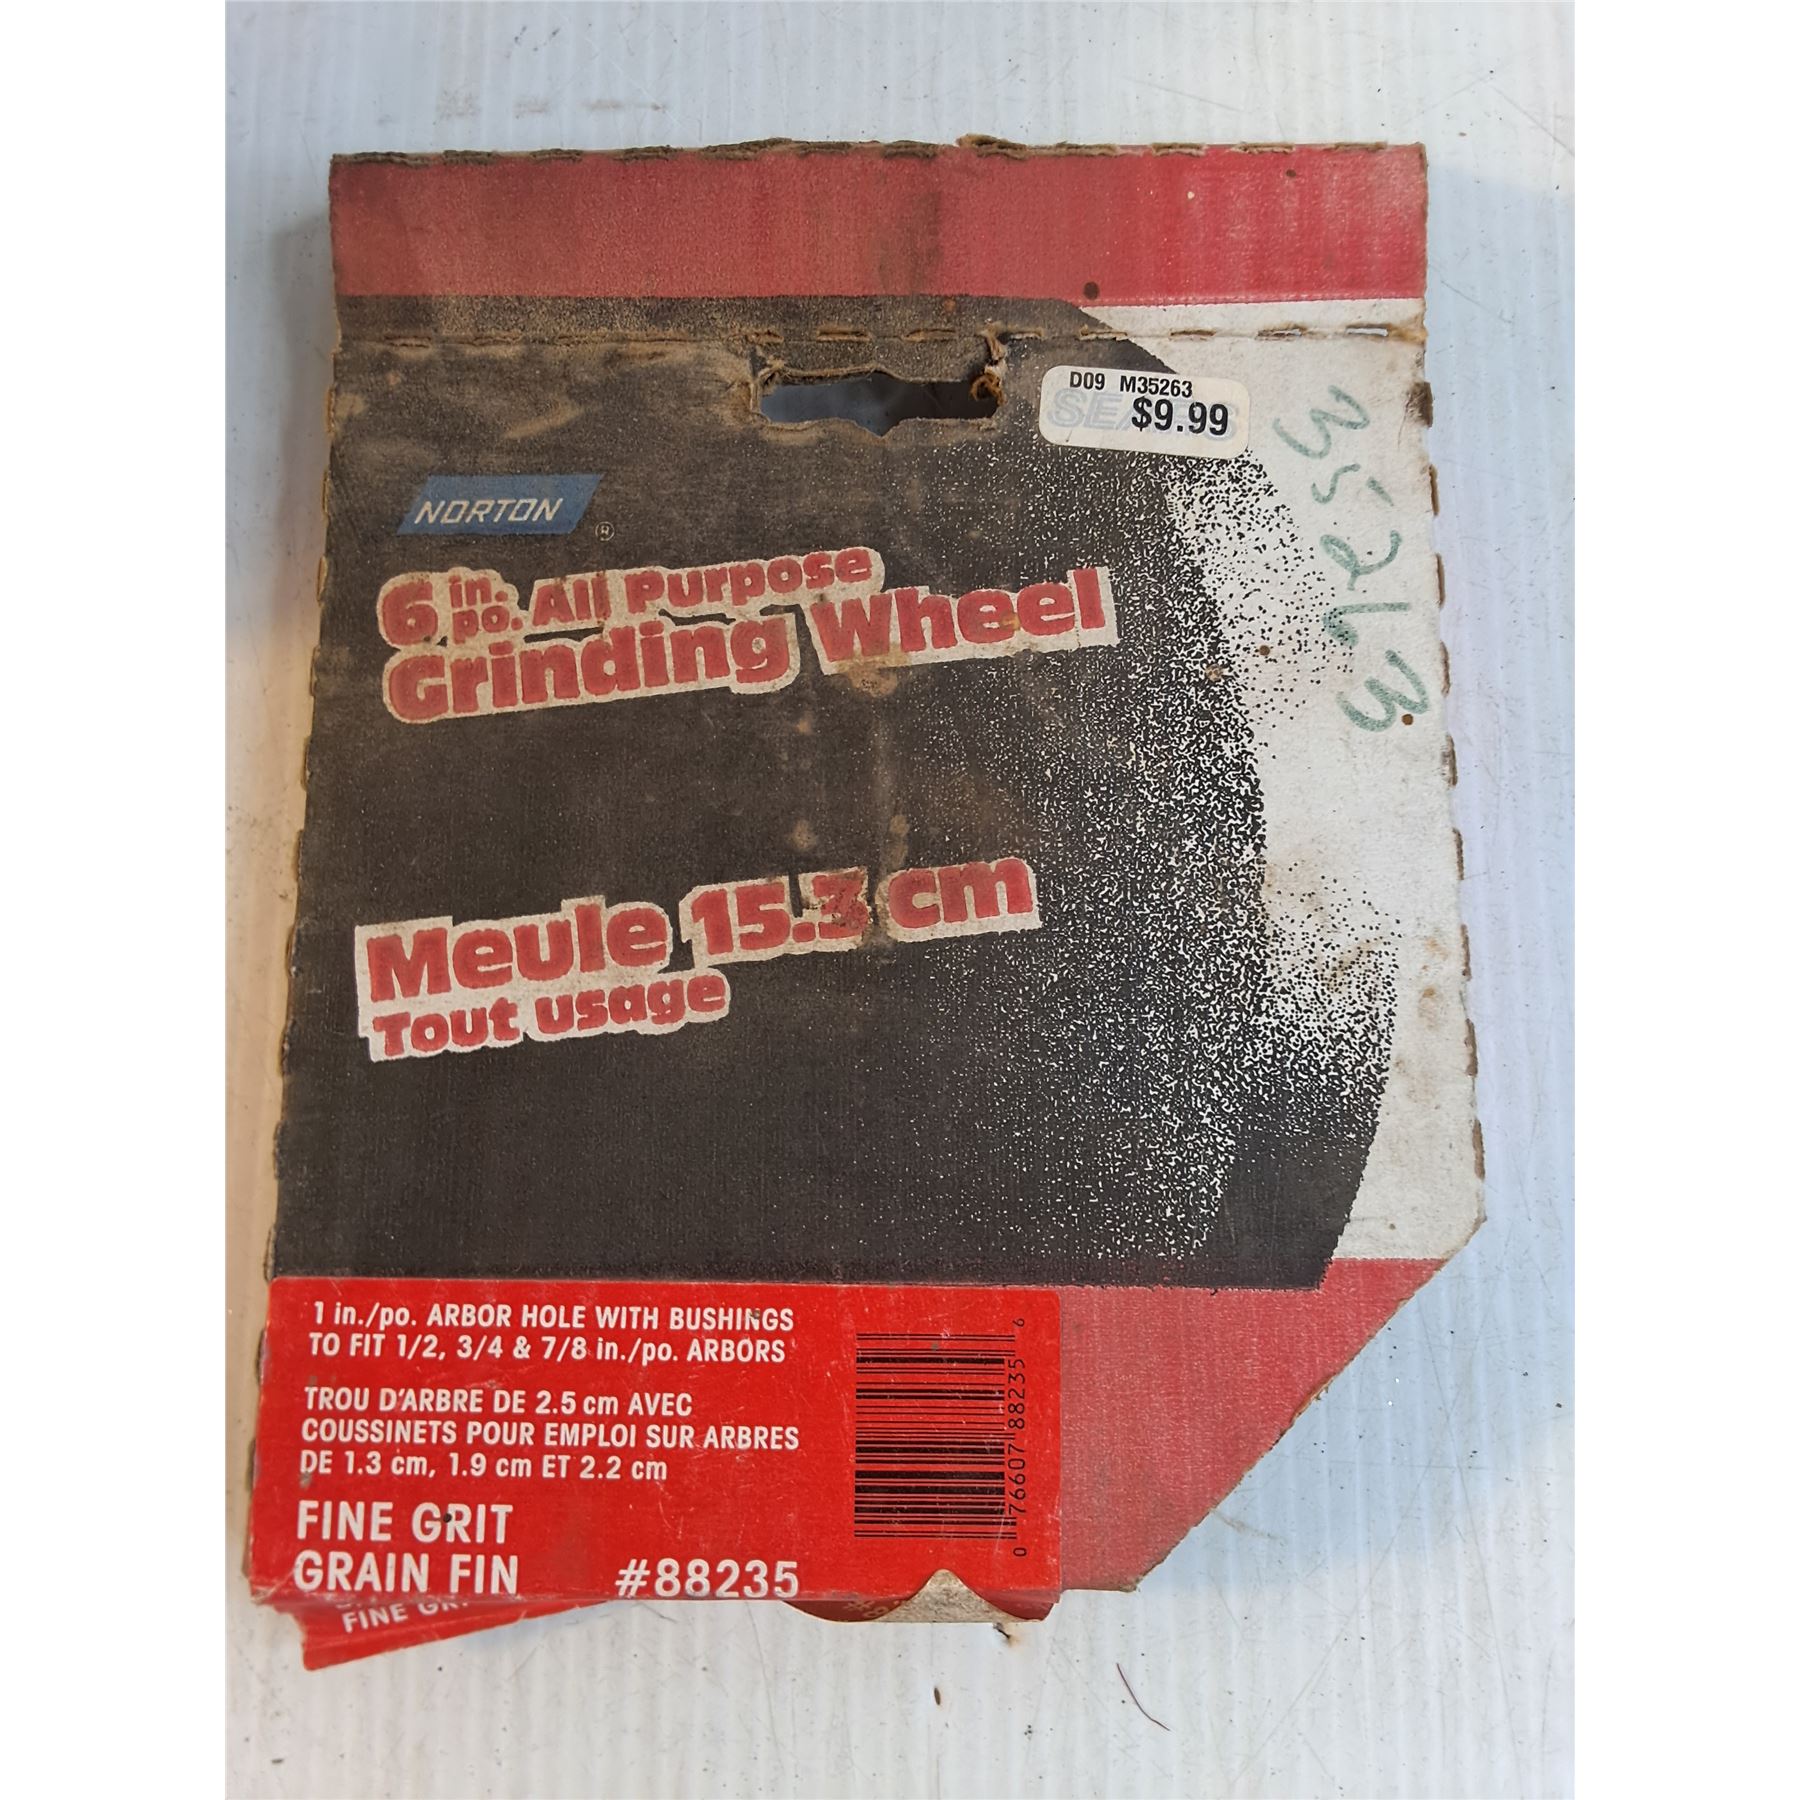 D09 M35263
SEARS
$9.99
35263
NORTON
®
6 in./po. All Purpose
Grinding Wheel
Meule 15.3 cm
Tout usage
1 in./po. ARBOR HOLE WITH BUSHINGS
TO FIT 1/2, 3/4 & 7/8 in./po. ARBORS
TROU D'ARBRE DE 2.5 cm AVEC
COUSSINETS POUR EMPLOI SUR ARBRES
DE 1.3 cm, 1.9 cm ET 2.2 cm
FINE GRIT
GRAIN FIN #88235
0 76607 88235 6
FINE